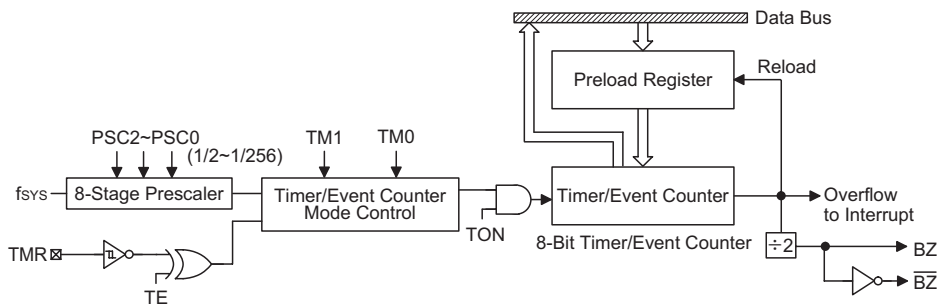 Data Bus
Preload Register
Reload
PSC2~PSC0
(1/2~1/256)
TM1
TM0
fSYS
8-Stage Prescaler
Timer/Event Counter
Mode Control
TON
Timer/Event Counter
8-Bit Timer/Event Counter
Overflow
to Interrupt
÷2
BZ
B̅Z̅
TMR
TE